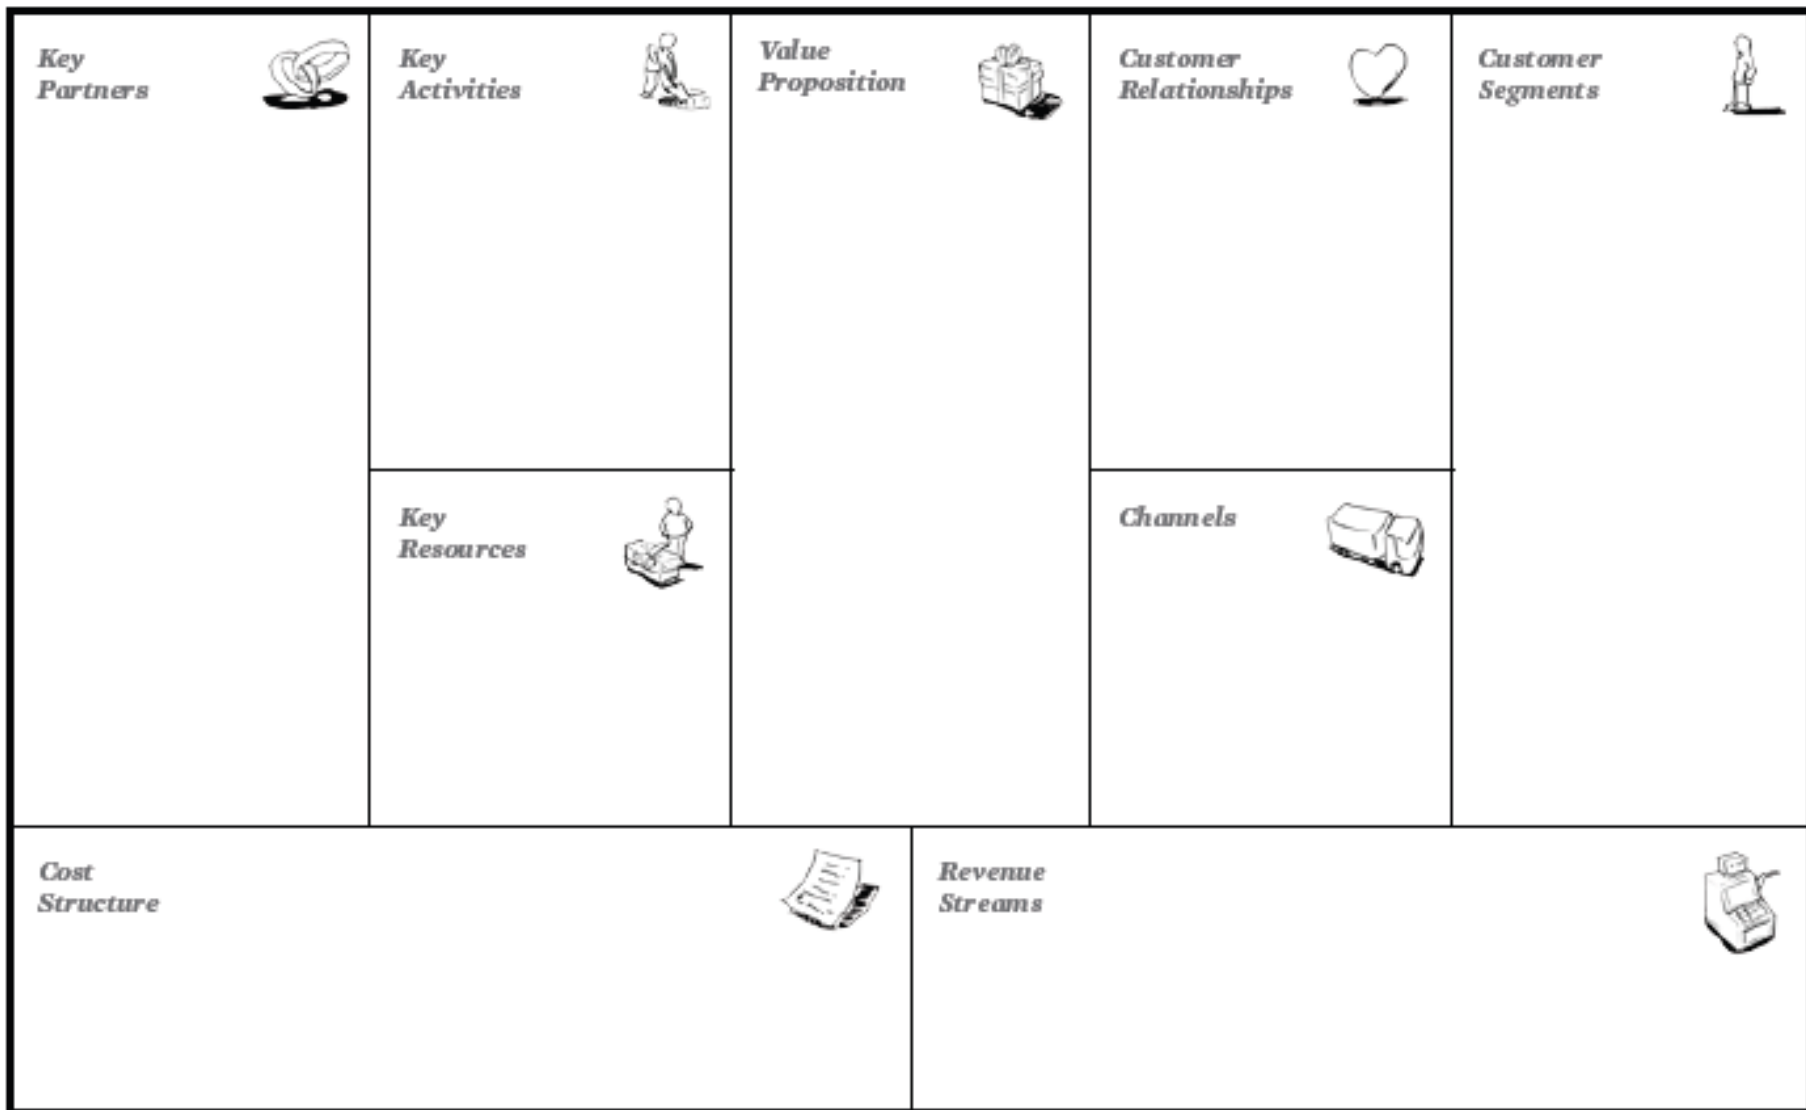 Key
Partners
Key
Activities
Value
Proposition
Customer
Relationships
Customer
Segments
Key
Resources
Channels
Cost
Structure
Revenue
Streams